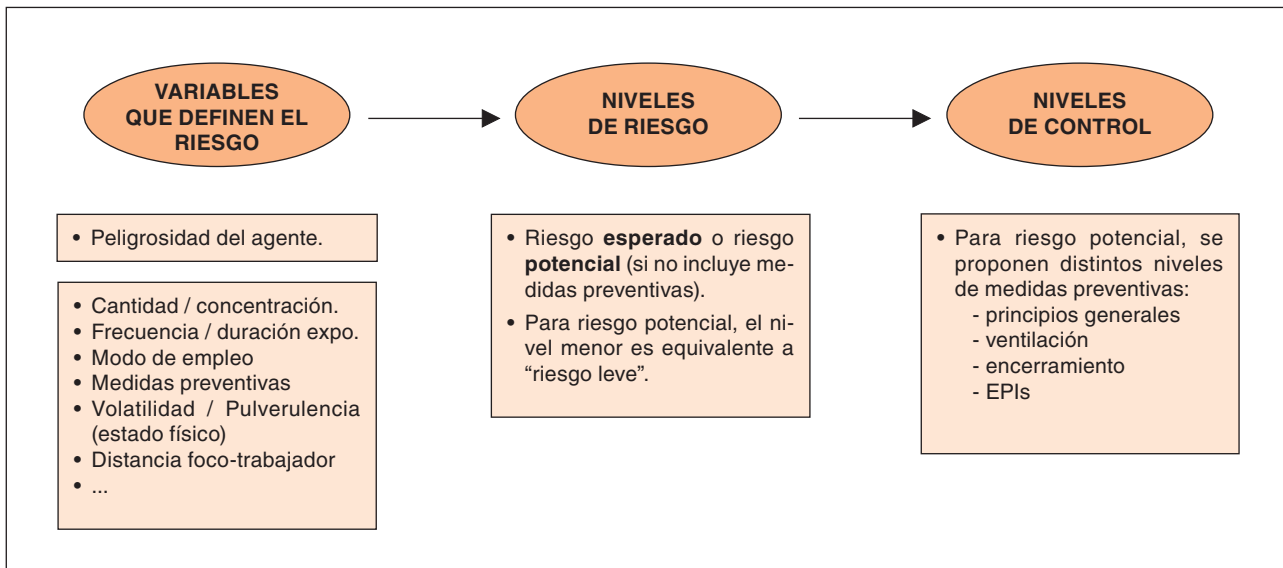 VARIABLES
QUE DEFINEN EL
RIESGO
NIVELES
DE RIESGO
NIVELES
DE CONTROL
• Peligrosidad del agente.
• Cantidad / concentración.
• Frecuencia / duración expo.
• Modo de empleo
• Medidas preventivas
• Volatilidad / Pulverulencia
(estado físico)
• Distancia foco-trabajador
• ...
• Riesgo esperado o riesgo
potencial (si no incluye me-
didas preventivas).
• Para riesgo potencial, el ni-
vel menor es equivalente a
“riesgo leve”.
• Para riesgo potencial, se
proponen distintos niveles
de medidas preventivas:
- principios generales
- ventilación
- encerramiento
- EPIs